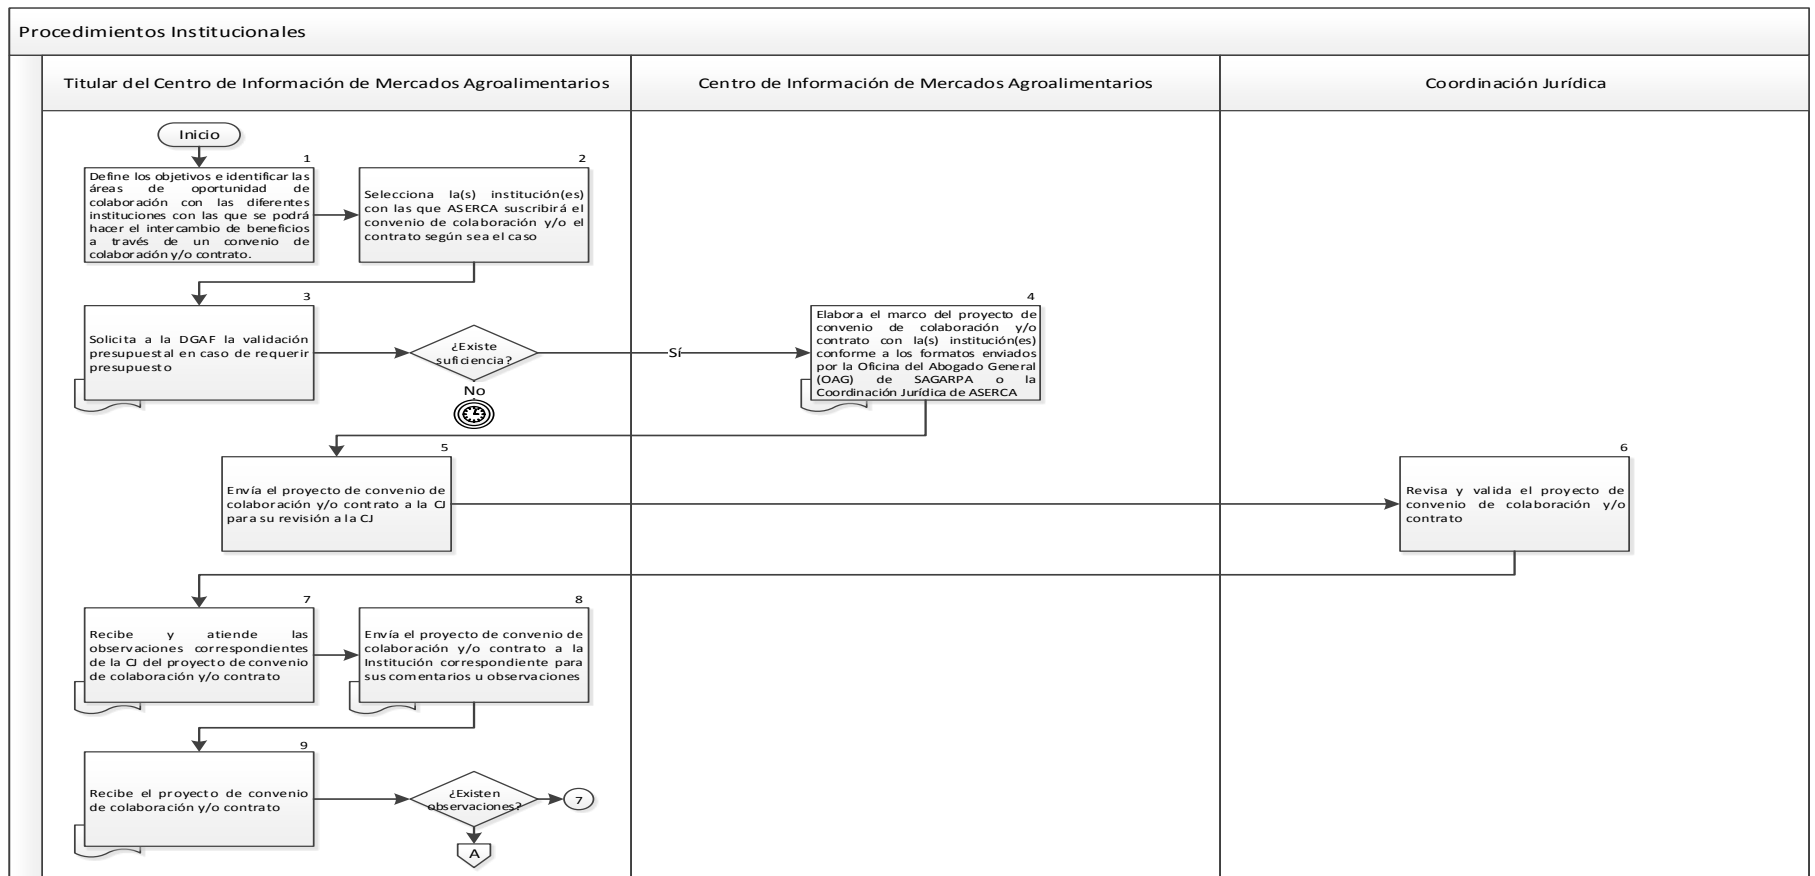 Procedimientos Institucionales
Titular del Centro de Información de Mercados Agroalimentarios
Centro de Información de Mercados Agroalimentarios
Coordinación Jurídica
Inicio
1
Define los objetivos e identificar las
áreas de oportunidad de
colaboración con las diferentes
instituciones con las que se podrá
hacer el intercambio de beneficios
a través de un convenio de
colaboración y/o contrato.
2
Selecciona la(s) institución(es)
con las que ASERCA suscribirá el
convenio de colaboración y/o el
contrato según sea el caso
3
Solicita a la DGAF la validación
presupuestal en caso de requerir
presupuesto
¿Existe
suficiencia?
Sí
No
4
Elabora el marco del proyecto de
convenio de colaboración y/o
contrato con la(s) institución(es)
conforme a los formatos enviados
por la Oficina del Abogado General
(OAG) de SAGARPA o la
Coordinación Jurídica de ASERCA
5
Envía el proyecto de convenio de
colaboración y/o contrato a la CJ
para su revisión a la CJ
6
Revisa y valida el proyecto de
convenio de colaboración y/o
contrato
7
Recibe y atiende las
observaciones correspondientes
de la CJ del proyecto de convenio
de colaboración y/o contrato
8
Envía el proyecto de convenio de
colaboración y/o contrato a la
Institución correspondiente para
sus comentarios u observaciones
9
Recibe el proyecto de convenio
de colaboración y/o contrato
¿Existen
observaciones?
7
A